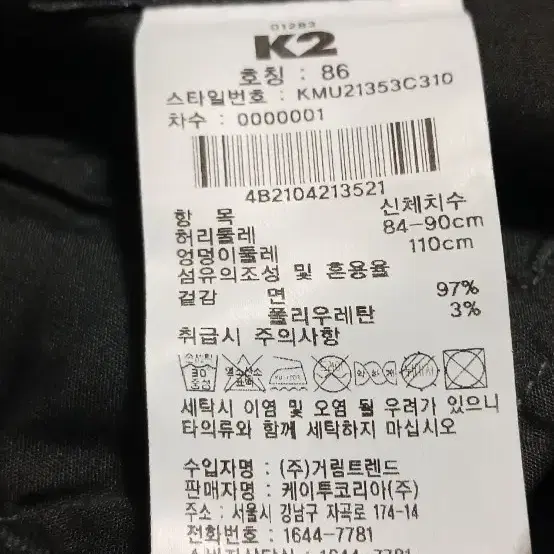 01283
K2
호칭 : 86
스타일번호 : KMU21353C310
차수 : 0000001
4B2104213521
항 목 신체치수
허리둘레 84-90cm
엉덩이둘레 110cm
섬유의조성 및 혼용율
겉감 면 97%
폴리우레탄 3%
취급시 주의사항
세탁시 이염 및 오염 될 우려가 있으니
타의류와 함께 세탁하지 마십시오
수입자명 : (주)거림트렌드
판매자명 : 케이투코리아(주)
주소 : 서울시 강남구 자곡로 174-14
전화번호 : 1644-7781